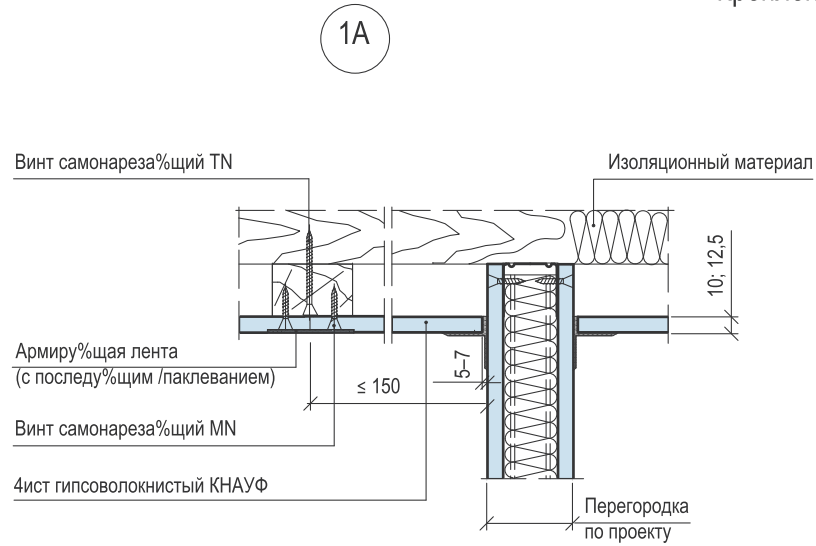 1А
Винт самонареза%щий TN
Изоляционный материал
10; 12,5
Армиру%щая лента
(с последу%щим /паклеванием)
5–7
≤ 150
Винт самонареза%щий MN
4ист гипсоволокнистый КНАУФ
Перегородка
по проекту